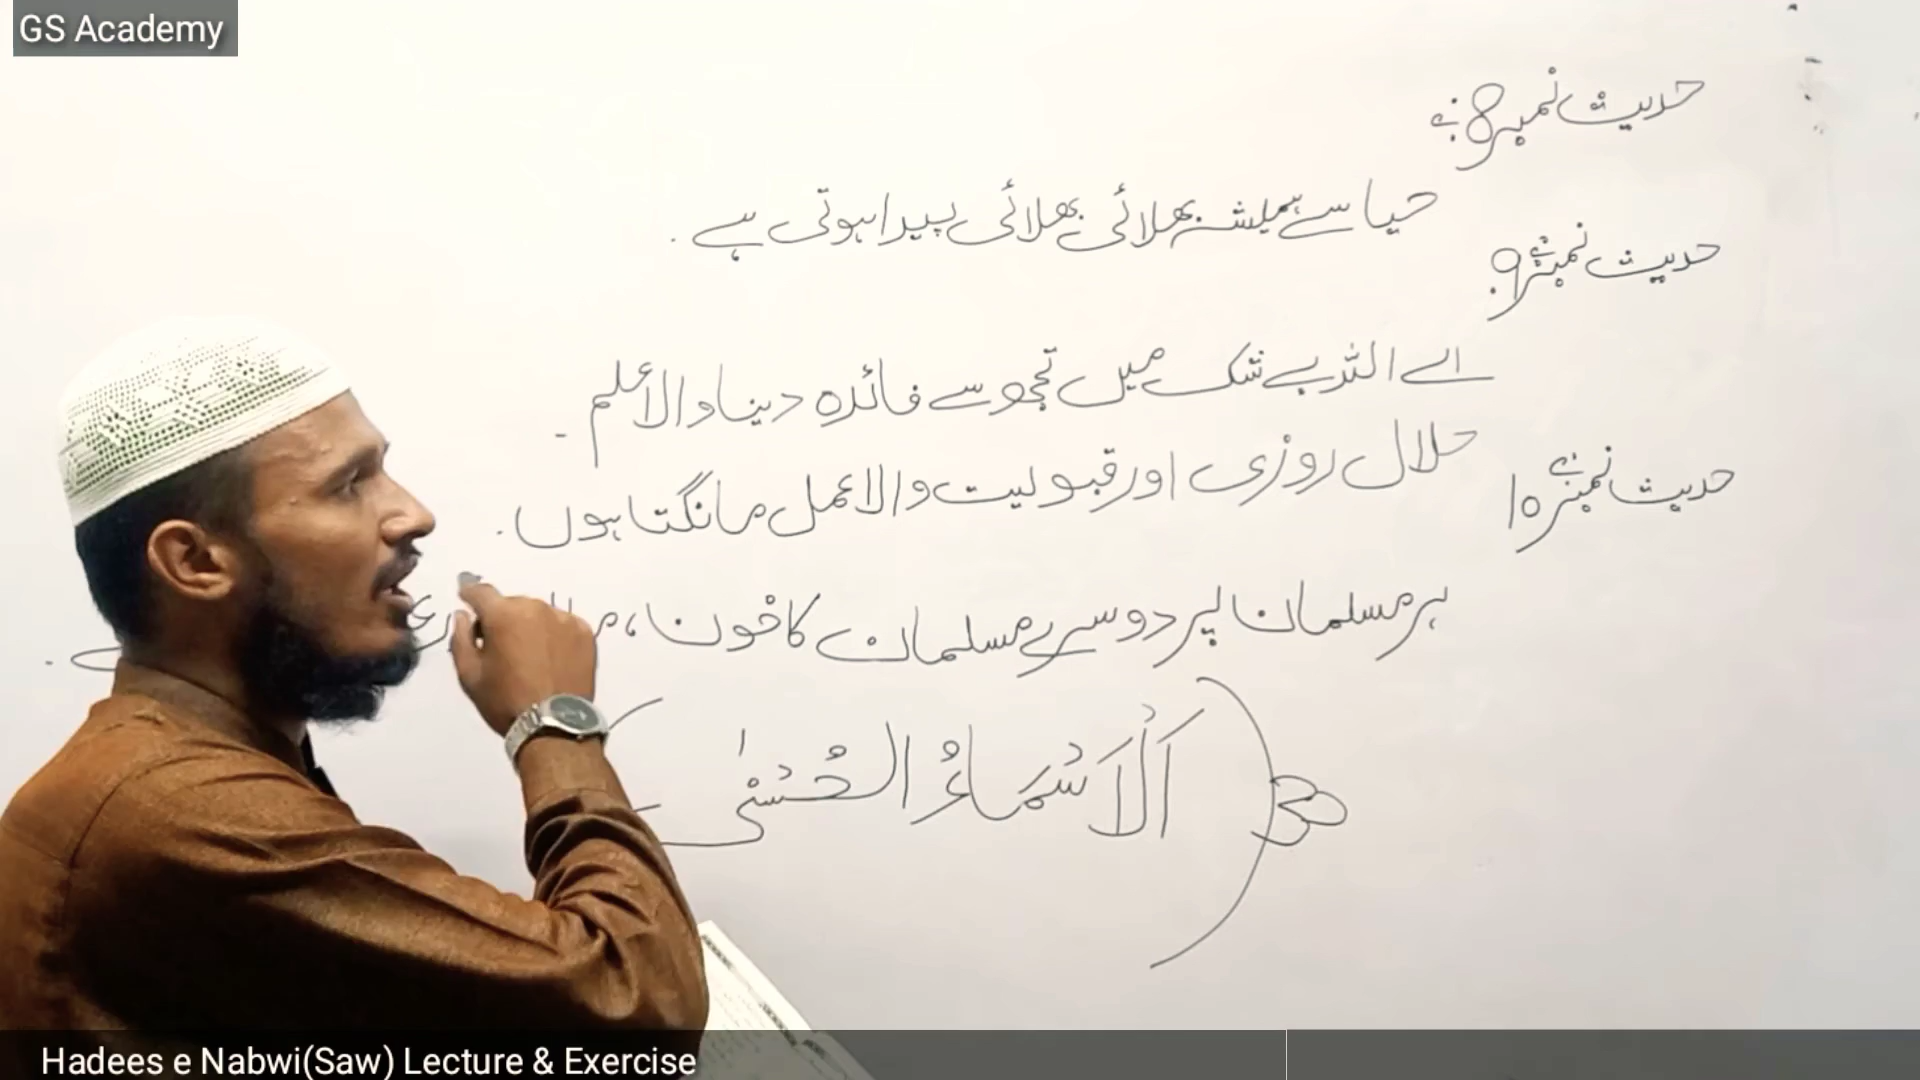 GS Academy
حدیث نمبر 8:
حیا سے ہمیشہ بھلائی بھلائی پیدا ہوتی ہے۔
حدیث نمبر 9:
اے اللہ بے شک میں تجھ سے فائدہ دینا والا علم۔
حلال روزی اور قبولیت والا عمل مانگتا ہوں۔
حدیث نمبر 10:
ہر مسلمان پر دوسرے مسلمان کا خون،
اَلْاَسْمَاءُ الْحُسْنٰی
Hadees e Nabwi(Saw) Lecture & Exercise